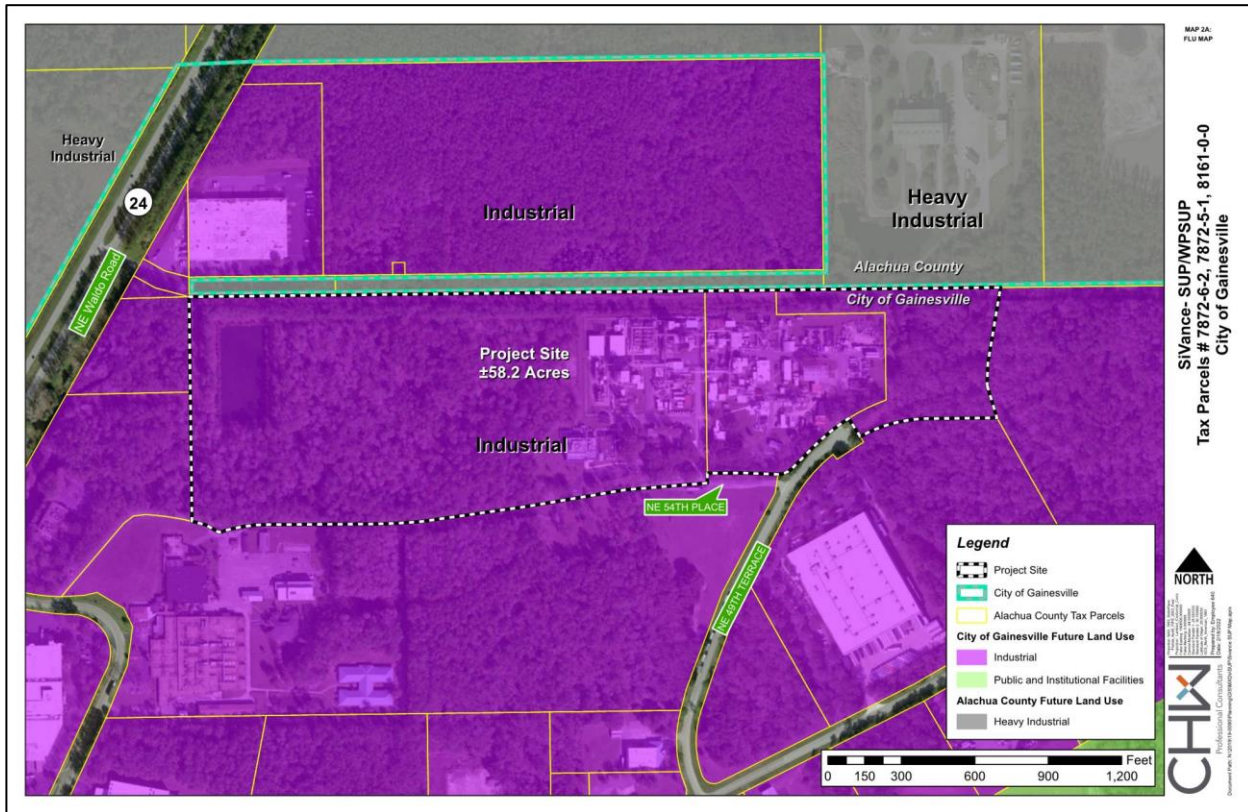 MAP 2A:
FLU MAP
Heavy
Industrial
24
NE Waldo Road
Industrial
Heavy
Industrial
Alachua County
City of Gainesville
Project Site
±58.2 Acres
Industrial
NE 54TH PLACE
NE 49TH TERRACE
Legend
Project Site
City of Gainesville
Alachua County Tax Parcels
City of Gainesville Future Land Use
Industrial
Public and Institutional Facilities
Alachua County Future Land Use
Heavy Industrial
Feet
0 150 300 600 900 1,200
SiVance- SUP/WPSUP
Tax Parcels # 7872-6-2, 7872-5-1, 8161-0-0
City of Gainesville
NORTH
CHW
Professional Consultants